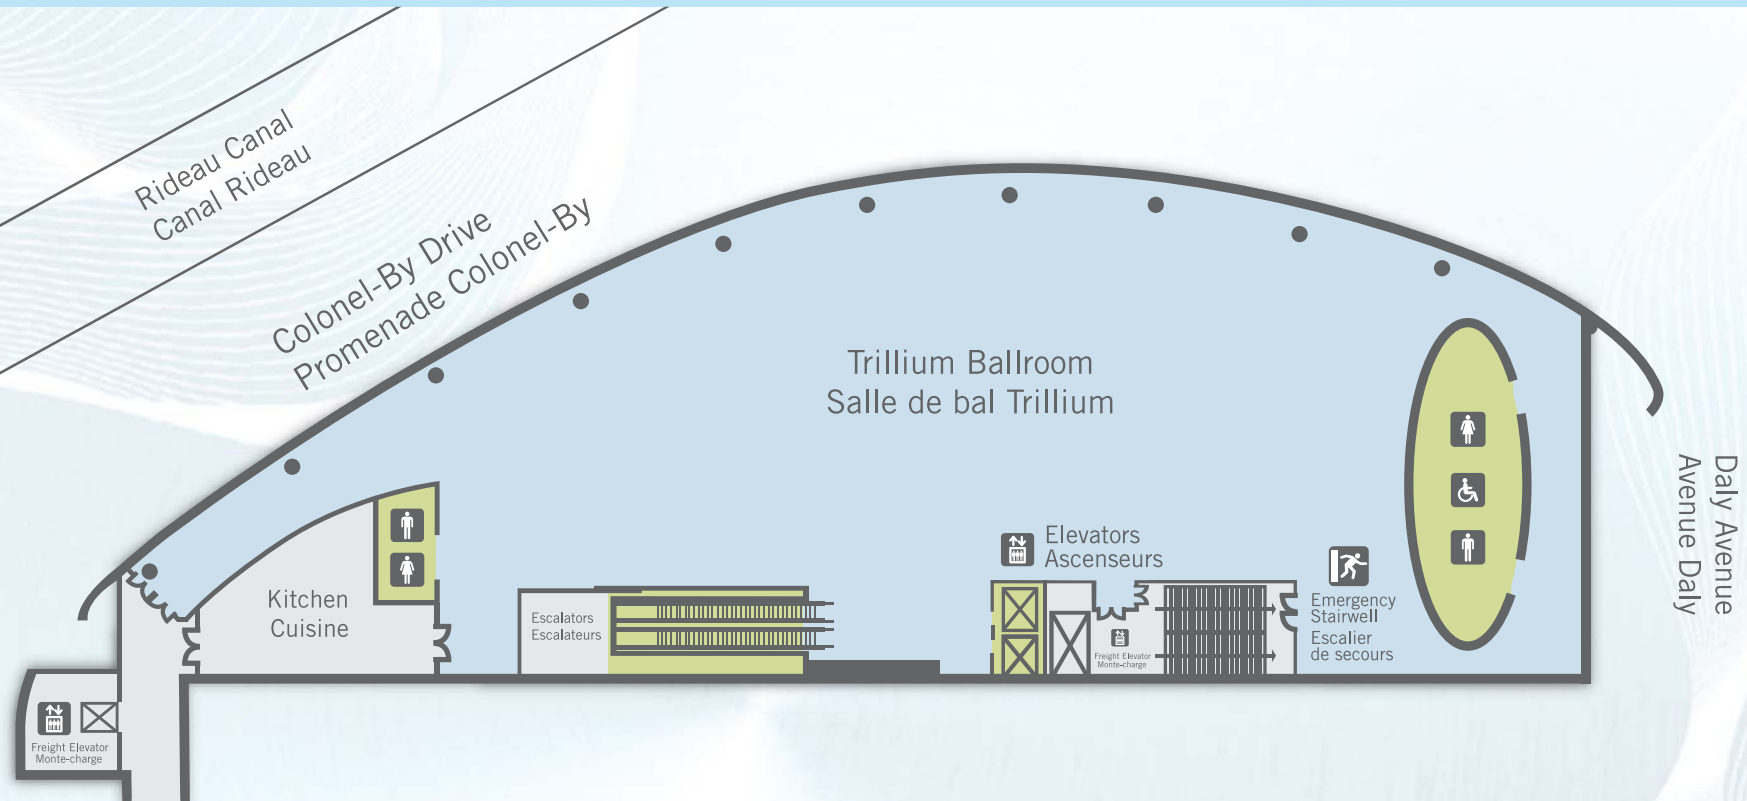 Rideau Canal
Canal Rideau
Colonel-By Drive
Promenade Colonel-By
Trillium Ballroom
Salle de bal Trillium
Daly Avenue
Avenue Daly
Elevators
Ascenseurs
Kitchen
Cuisine
Escalators
Escalateurs
Emergency
Stairwell
Escalier
de secours
Freight Elevator
Monte-charge
Freight Elevator
Monte-charge